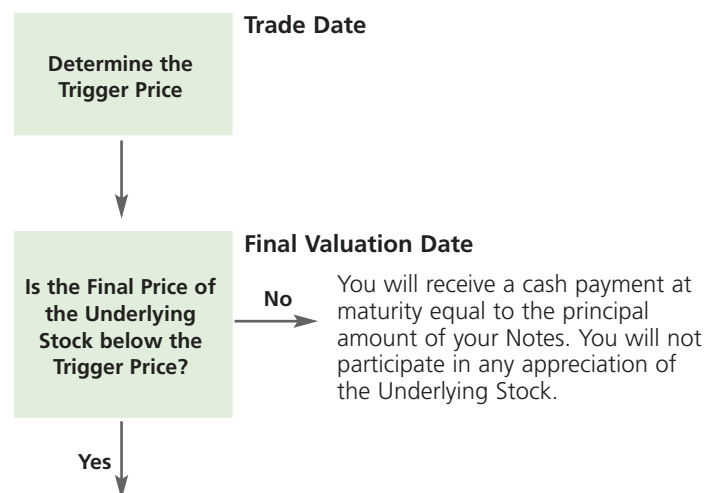 Trade Date
Determine the
Trigger Price
Final Valuation Date
Is the Final Price of
the Underlying
Stock below the
Trigger Price?
No
You will receive a cash payment at
maturity equal to the principal
amount of your Notes. You will not
participate in any appreciation of
the Underlying Stock.
Yes